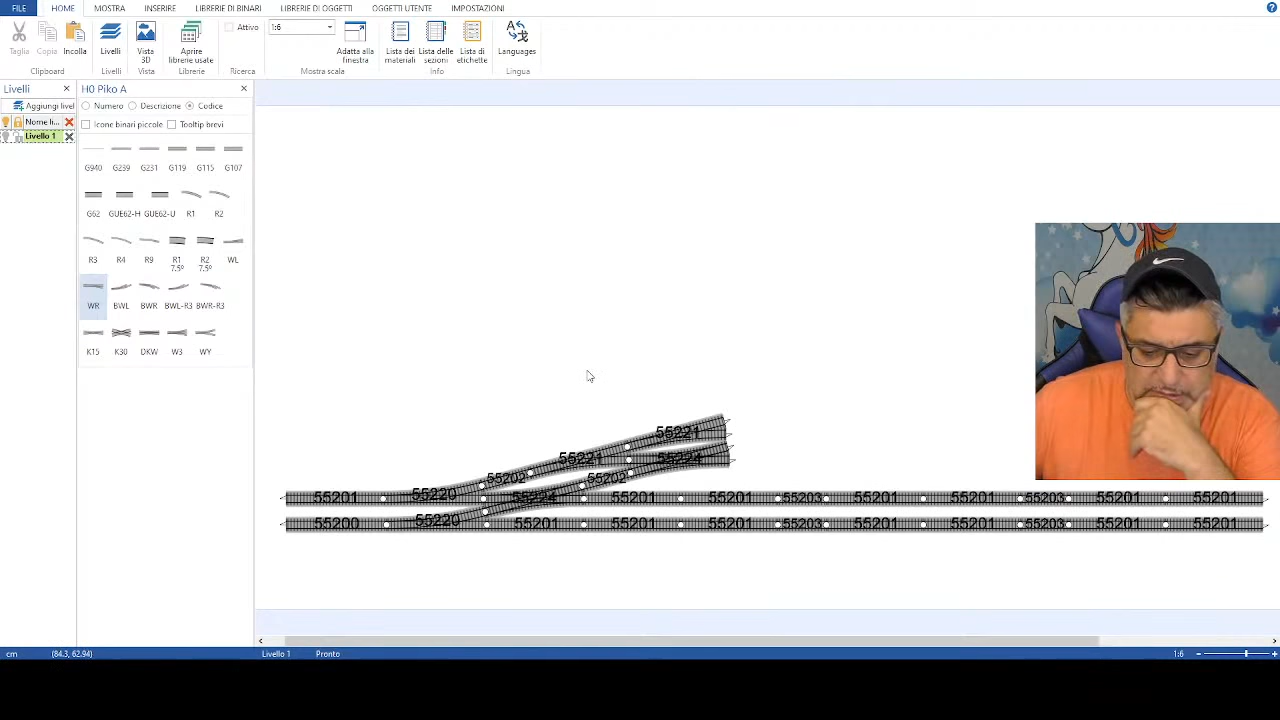 FILE HOME MOSTRA INSERIRE LIBRERIE DI BINARI LIBRERIE DI OGGETTI OGGETTI UTENTE IMPOSTAZIONI
Attivo 1:6
Taglia Copia Incolla Livelli Vista 3D Aprire librerie usate Adatta alla finestra Lista dei materiali Lista delle sezioni Lista di etichette Languages
Clipboard Livelli Vista Librerie Ricerca Mostra scala Info Lingua
Livelli H0 Piko A
Aggiungi livel Numero Descrizione Codice
Nome li... Icone binari piccole Tooltip brevi
Livello 1
G940 G239 G231 G119 G115 G107
G62 GUE62-H GUE62-U R1 R2
R3 R4 R9 R1 7.5º R2 7.5º WL
WR BWL BWR BWL-R3 BWR-R3
K15 K30 DKW W3 WY
55221
55221 55224
55202 55202
55201 55220 55224 55201 55201 55203 55201 55201 55203 55201 55201
55200 55220 55201 55201 55201 55203 55201 55201 55203 55201 55201
cm (84.3, 62.94) Livello 1 Pronto 1:6